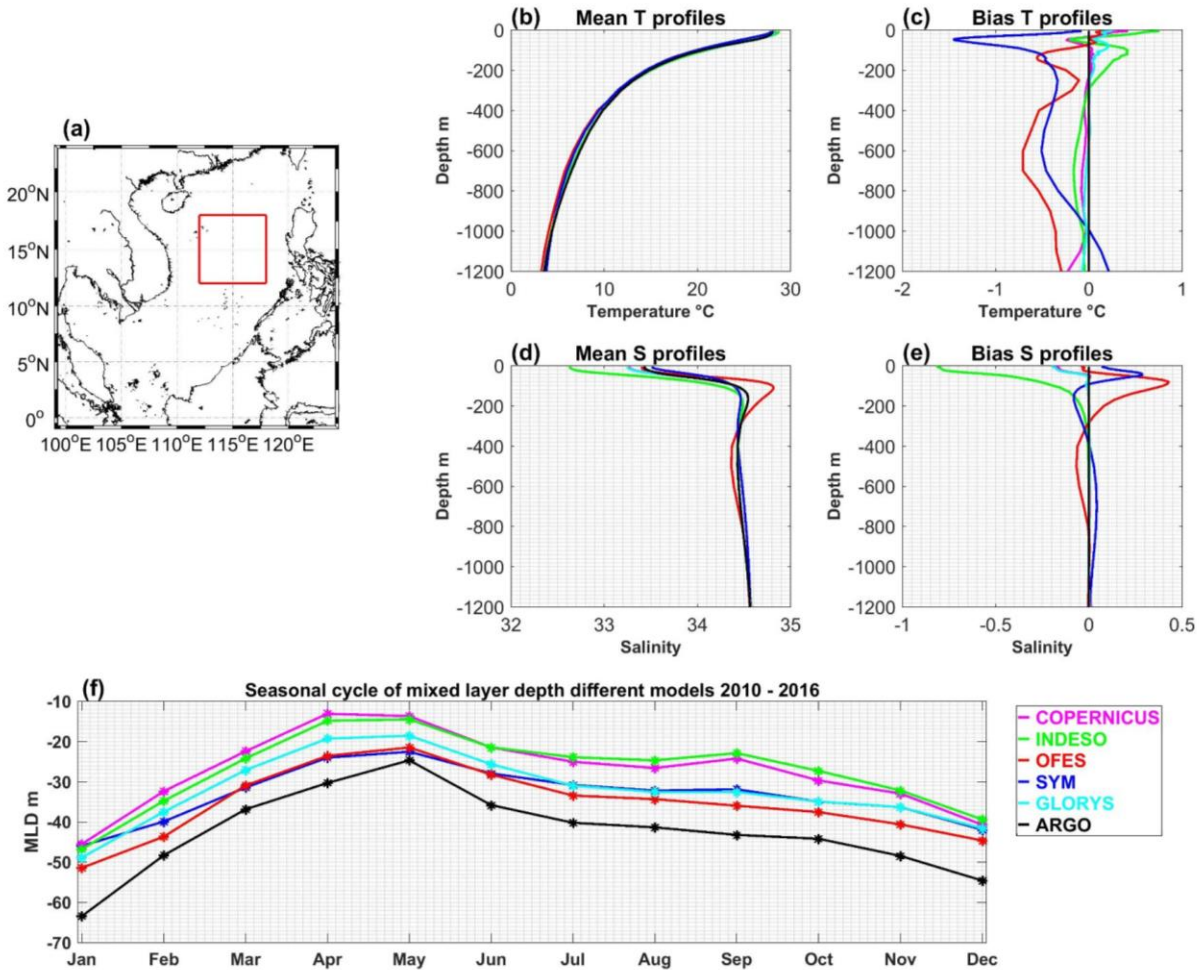 (a)
20°N
15°N
10°N
5°N
0°
100°E 105°E 110°E 115°E 120°E
(b) Mean T profiles
Depth m
0
-200
-400
-600
-800
-1000
-1200
0 10 20 30
Temperature °C
(c) Bias T profiles
Depth m
0
-200
-400
-600
-800
-1000
-1200
-2 -1 0 1
Temperature °C
(d) Mean S profiles
Depth m
0
-200
-400
-600
-800
-1000
-1200
32 33 34 35
Salinity
(e) Bias S profiles
Depth m
0
-200
-400
-600
-800
-1000
-1200
-1 -0.5 0 0.5
Salinity
(f) Seasonal cycle of mixed layer depth different models 2010 - 2016
MLD m
-10
-20
-30
-40
-50
-60
-70
Jan Feb Mar Apr May Jun Jul Aug Sep Oct Nov Dec
COPERNICUS
INDESO
OFES
SYM
GLORYS
ARGO